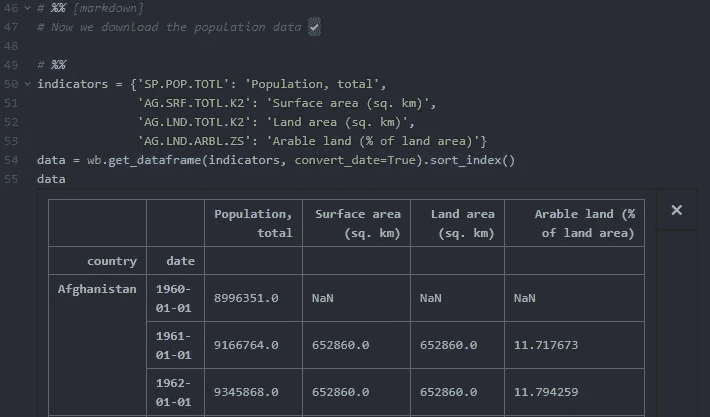 46 # %% [markdown]
47 # Now we download the population data ✓
48
49 # %%
50 indicators = {'SP.POP.TOTL': 'Population, total',
51 'AG.SRF.TOTL.K2': 'Surface area (sq. km)',
52 'AG.LND.TOTL.K2': 'Land area (sq. km)',
53 'AG.LND.ARBL.ZS': 'Arable land (% of land area)'}
54 data = wb.get_dataframe(indicators, convert_date=True).sort_index()
55 data
Population, Surface area Land area Arable land (%
total (sq. km) (sq. km) of land area)
country date
Afghanistan 1960-
01-01 8996351.0 NaN NaN NaN
1961-
01-01 9166764.0 652860.0 652860.0 11.717673
1962-
01-01 9345868.0 652860.0 652860.0 11.794259